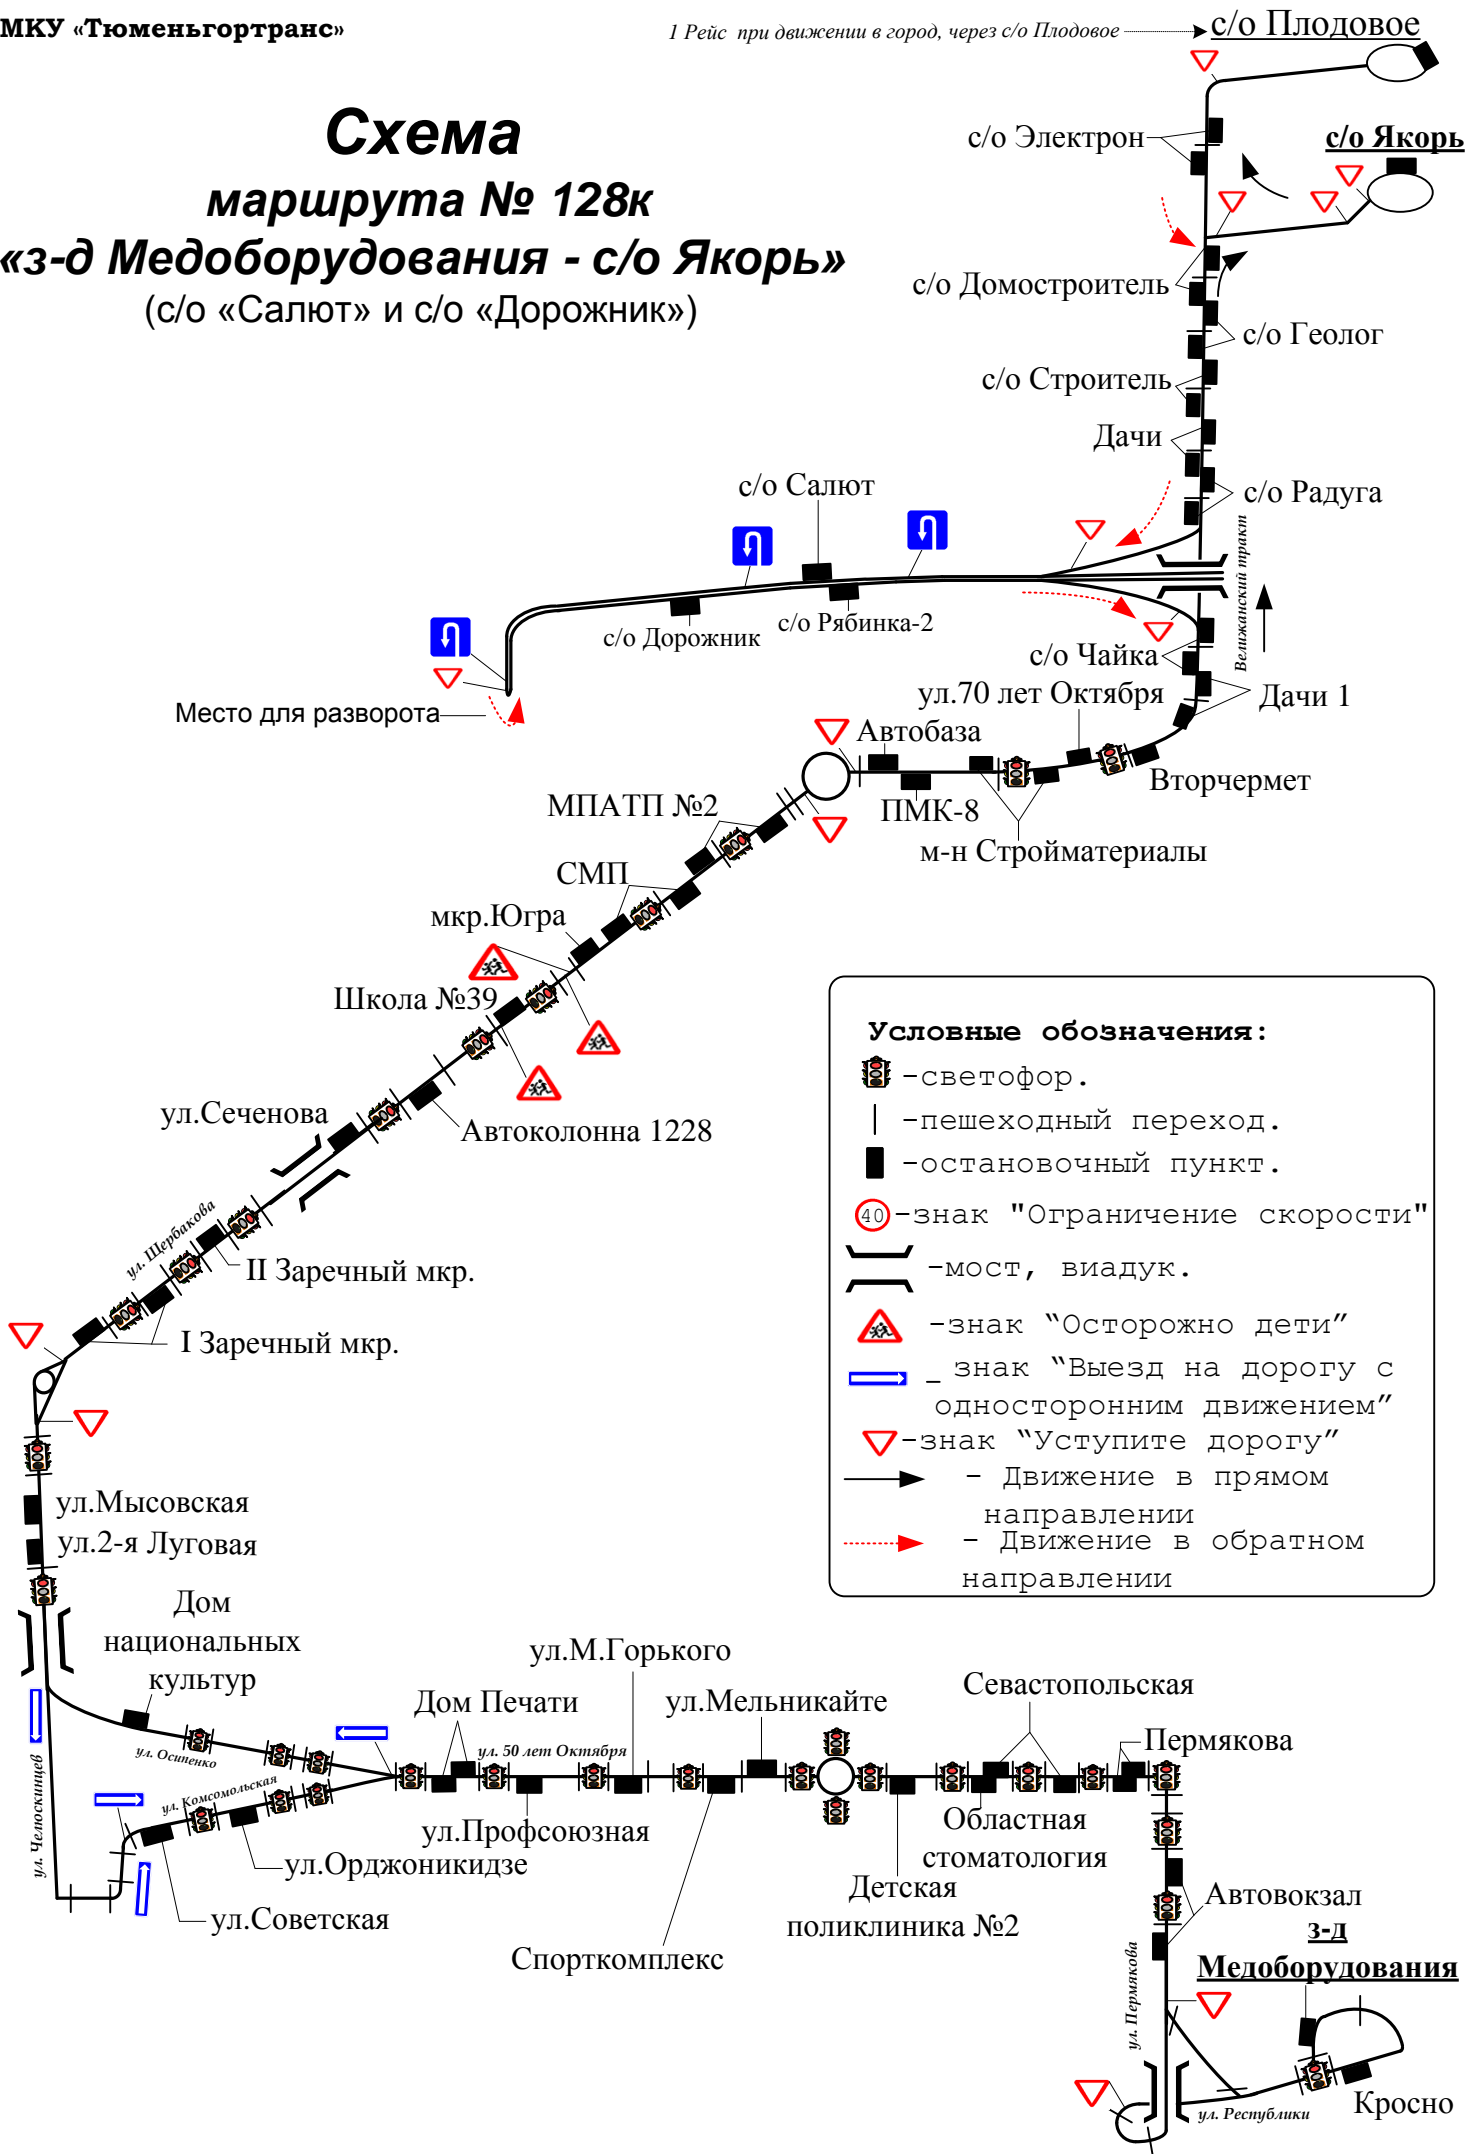 МКУ «Тюменьгортранс»
1 Рейс при движении в город, через с/о Плодовое
с/о Плодовое
Схема
маршрута № 128к
«з-д Медоборудования - с/о Якорь»
(с/о «Салют» и с/о «Дорожник»)
с/о Электрон
с/о Якорь
с/о Домостроитель
с/о Геолог
с/о Строитель
Дачи
с/о Салют
с/о Радуга
Велижанский тракт
с/о Дорожник
с/о Рябинка-2
с/о Чайка
ул.70 лет Октября
Дачи 1
Место для разворота
Автобаза
Вторчермет
МПАТП №2
ПМК-8
м-н Стройматериалы
СМП
мкр.Югра
Школа №39
ул.Сеченова
Автоколонна 1228
ул. Щербакова
II Заречный мкр.
I Заречный мкр.
Условные обозначения:
-светофор.
-пешеходный переход.
-остановочный пункт.
40 -знак "Ограничение скорости"
-мост, виадук.
-знак “Осторожно дети”
_ знак “Выезд на дорогу с
односторонним движением”
-знак “Уступите дорогу”
- Движение в прямом
направлении
- Движение в обратном
направлении
ул.Мысовская
ул.2-я Луговая
Дом
национальных
культур
ул.М.Горького
Дом Печати
ул.Мельникайте
Севастопольская
Пермякова
ул. Осипенко
ул. 50 лет Октября
ул. Челюскинцев
ул. Комсомольская
ул.Профсоюзная
Областная
стоматология
ул.Орджоникидзе
Детская
поликлиника №2
ул.Советская
Спорткомплекс
Автовокзал
з-д
Медоборудования
ул. Пермякова
ул. Республики
Кросно